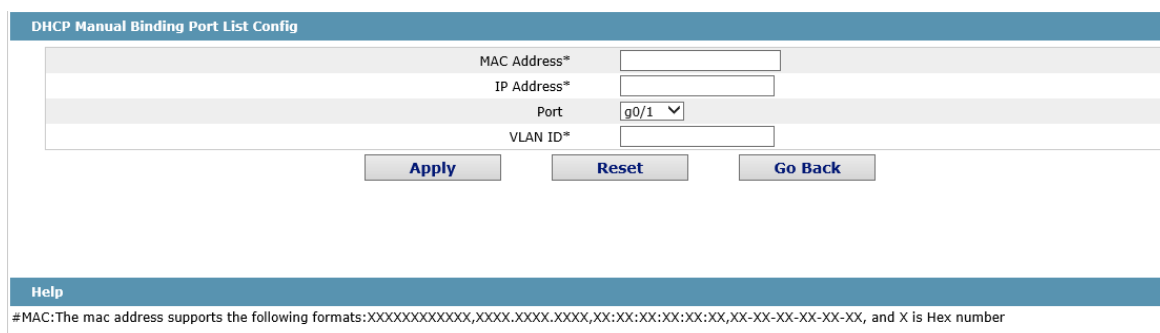 DHCP Manual Binding Port List Config
MAC Address*
IP Address*
Port g0/1
VLAN ID*
Apply Reset Go Back
Help
#MAC:The mac address supports the following formats:XXXXXXXXXXXX,XXXX.XXXX.XXXX,XX:XX:XX:XX:XX:XX,XX-XX-XX-XX-XX-XX, and X is Hex number